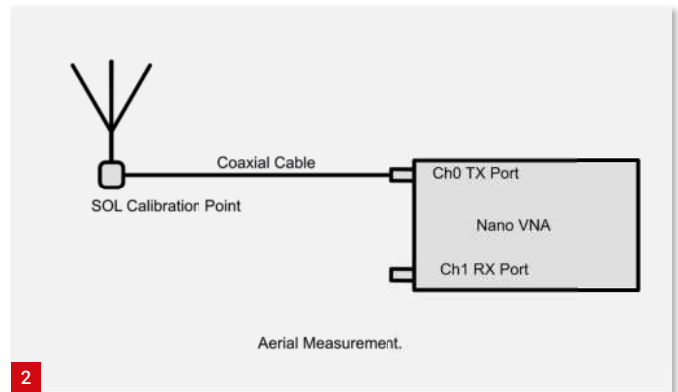 Coaxial Cable
Ch0 TX Port
SOL Calibration Point
Nano VNA
Ch1 RX Port
Aerial Measurement.
2